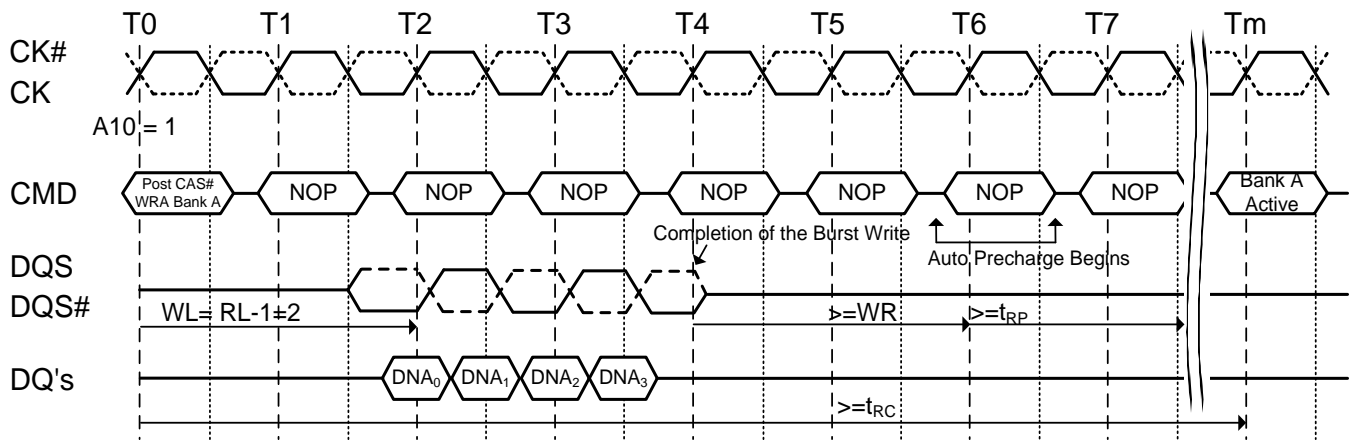 T0 T1 T2 T3 T4 T5 T6 T7 Tm
CK#
CK
A10 = 1
CMD
Post CAS#
WRA Bank A
NOP NOP NOP NOP NOP NOP NOP
Bank A
Active
Completion of the Burst Write
Auto Precharge Begins
DQS
DQS#
WL= RL-1=2
>=WR
>=tRP
DQ's
DNA0 DNA1 DNA2 DNA3
>=tRC